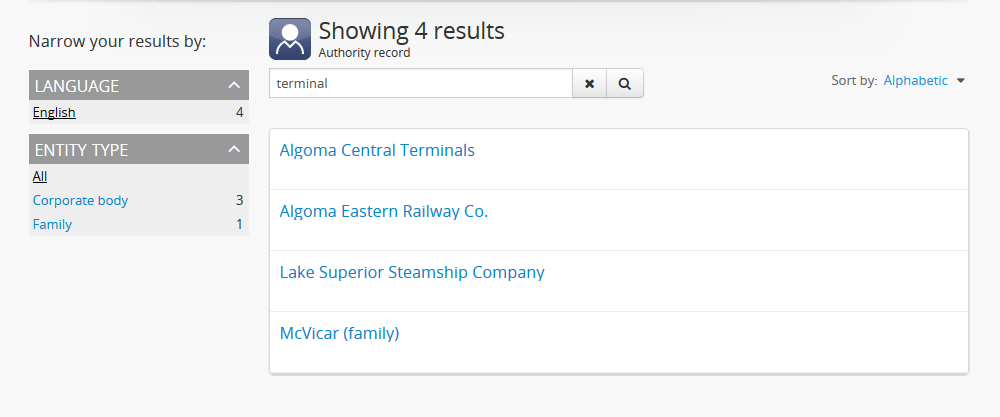 Narrow your results by:
LANGUAGE
English 4
ENTITY TYPE
All
Corporate body 3
Family 1
Showing 4 results
Authority record
terminal
Sort by: Alphabetic
Algoma Central Terminals
Algoma Eastern Railway Co.
Lake Superior Steamship Company
McVicar (family)